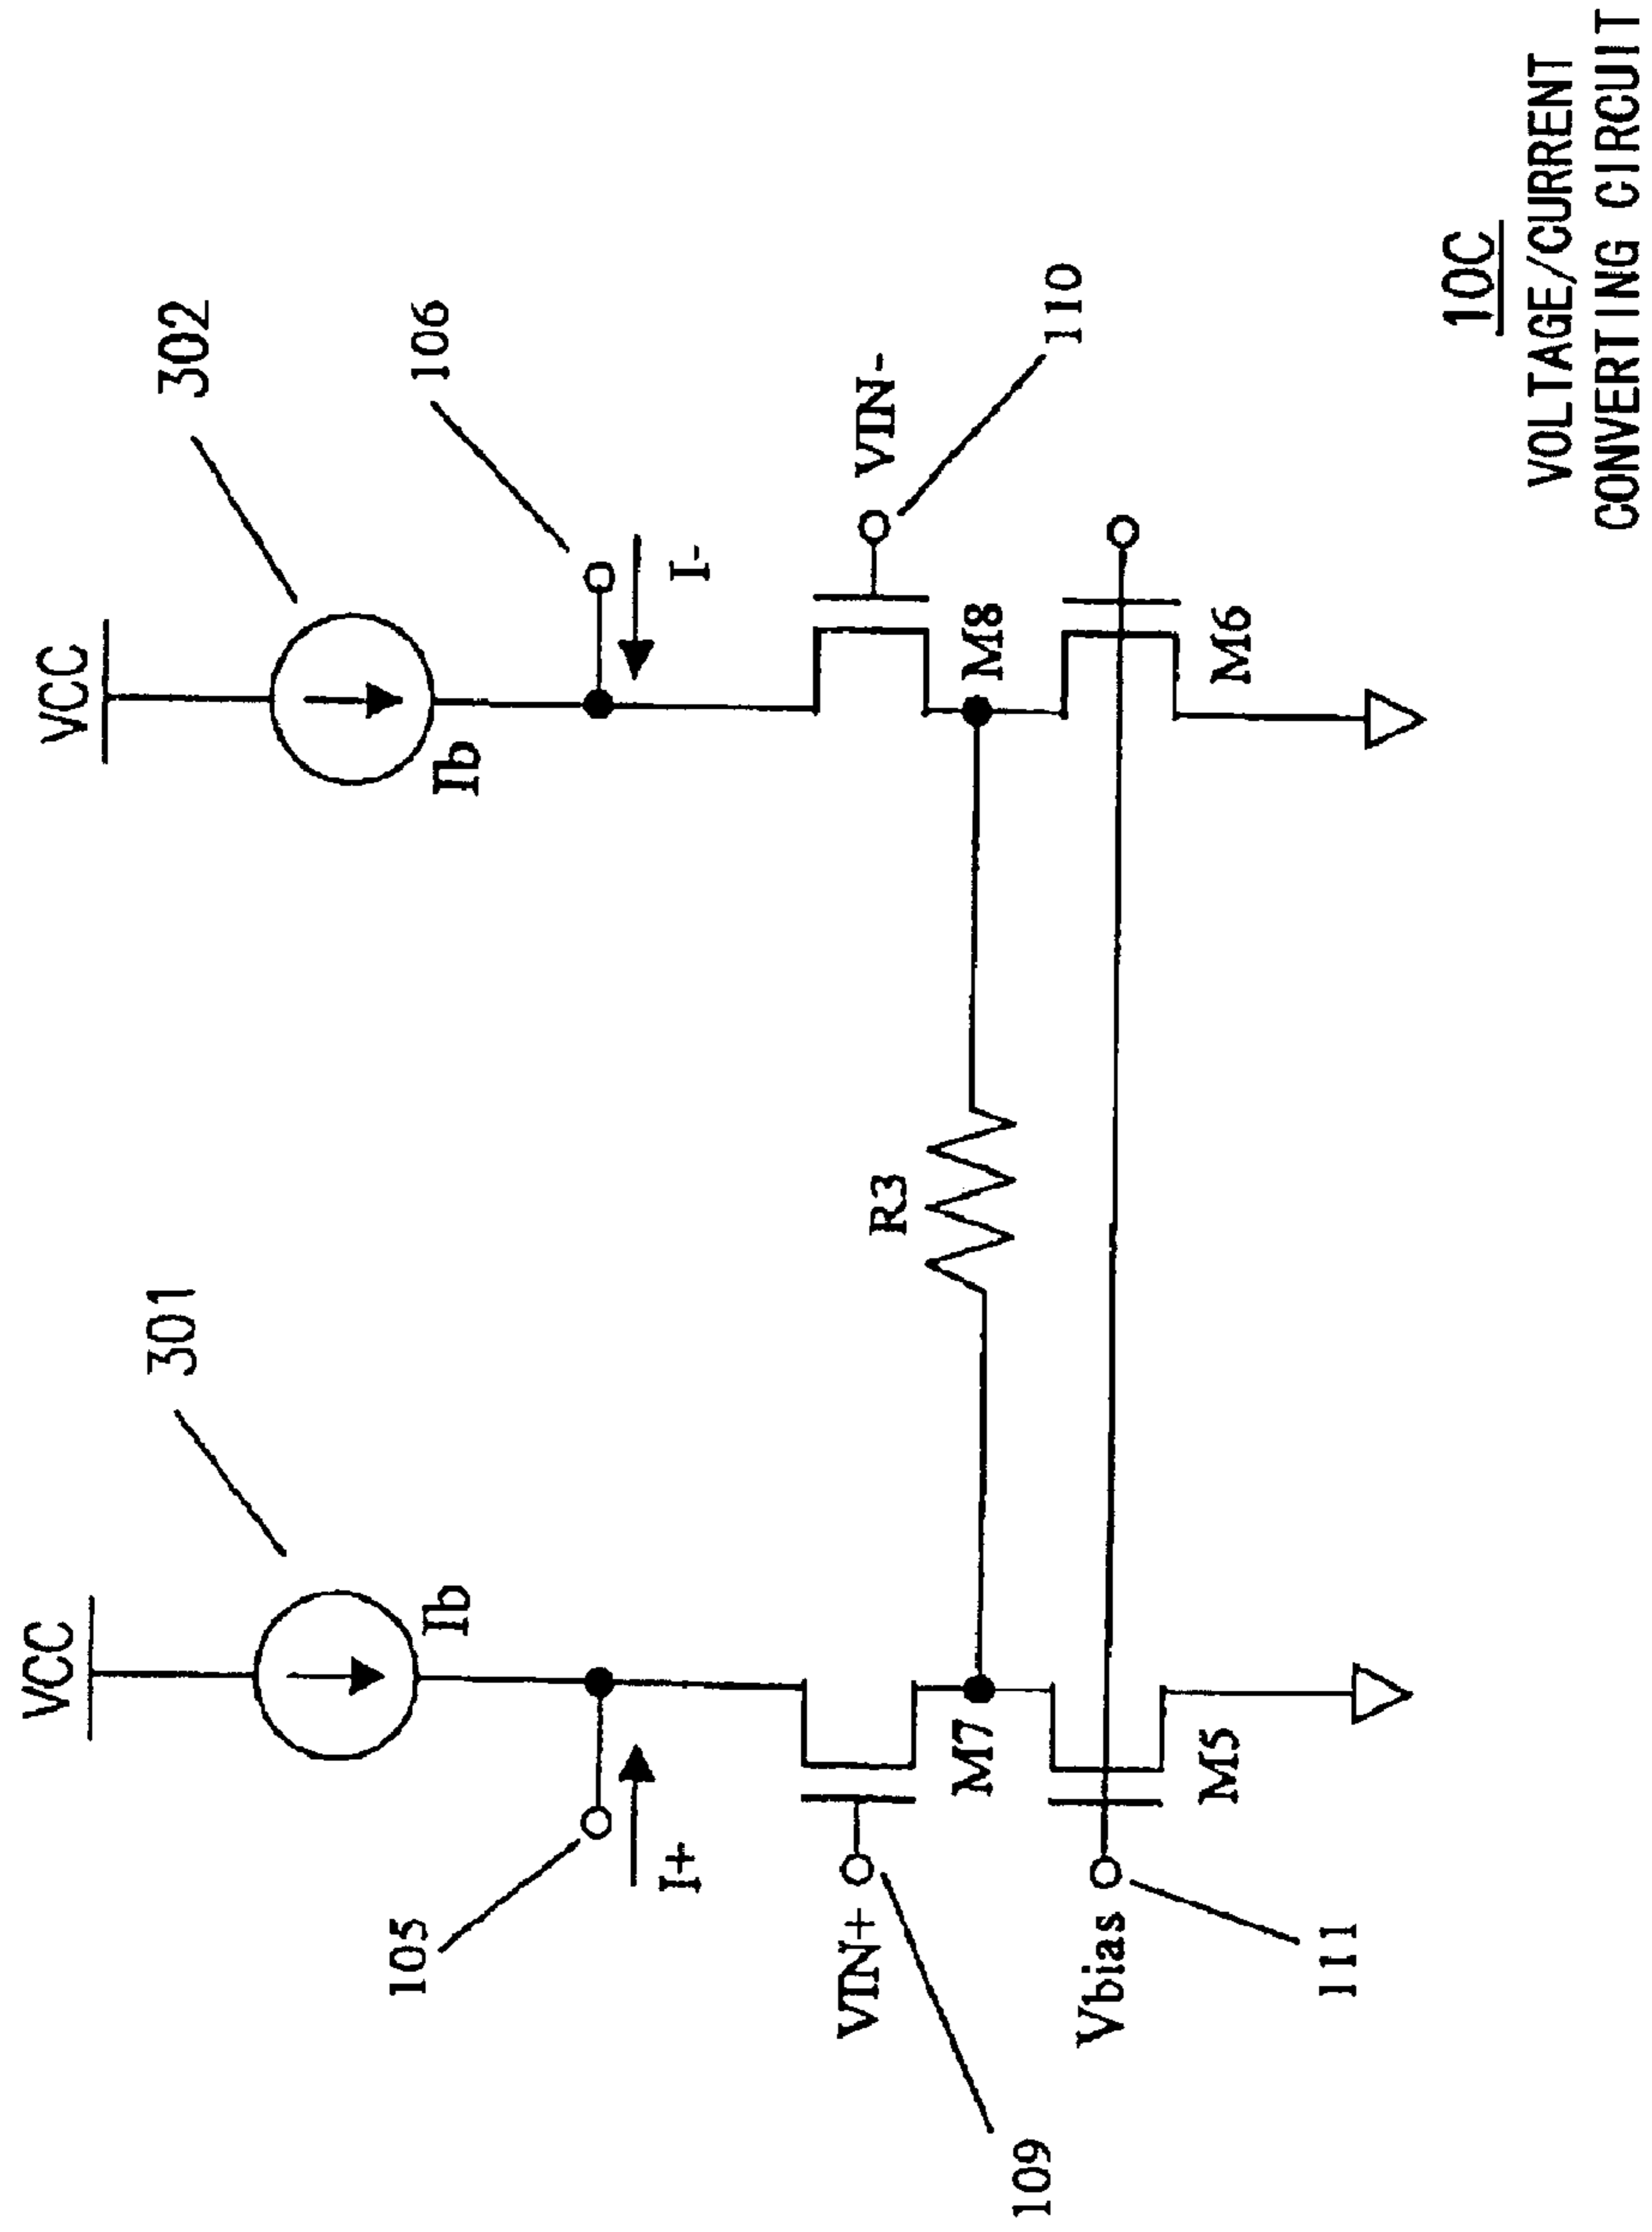 VCC
VCC
301
302
Ib
Ib
105
106
I+
I-
VIN+
VIN-
109
110
M7
R3
M8
Vbias
111
M5
M6
10C
VOLTAGE/CURRENT
CONVERTING CIRCUIT